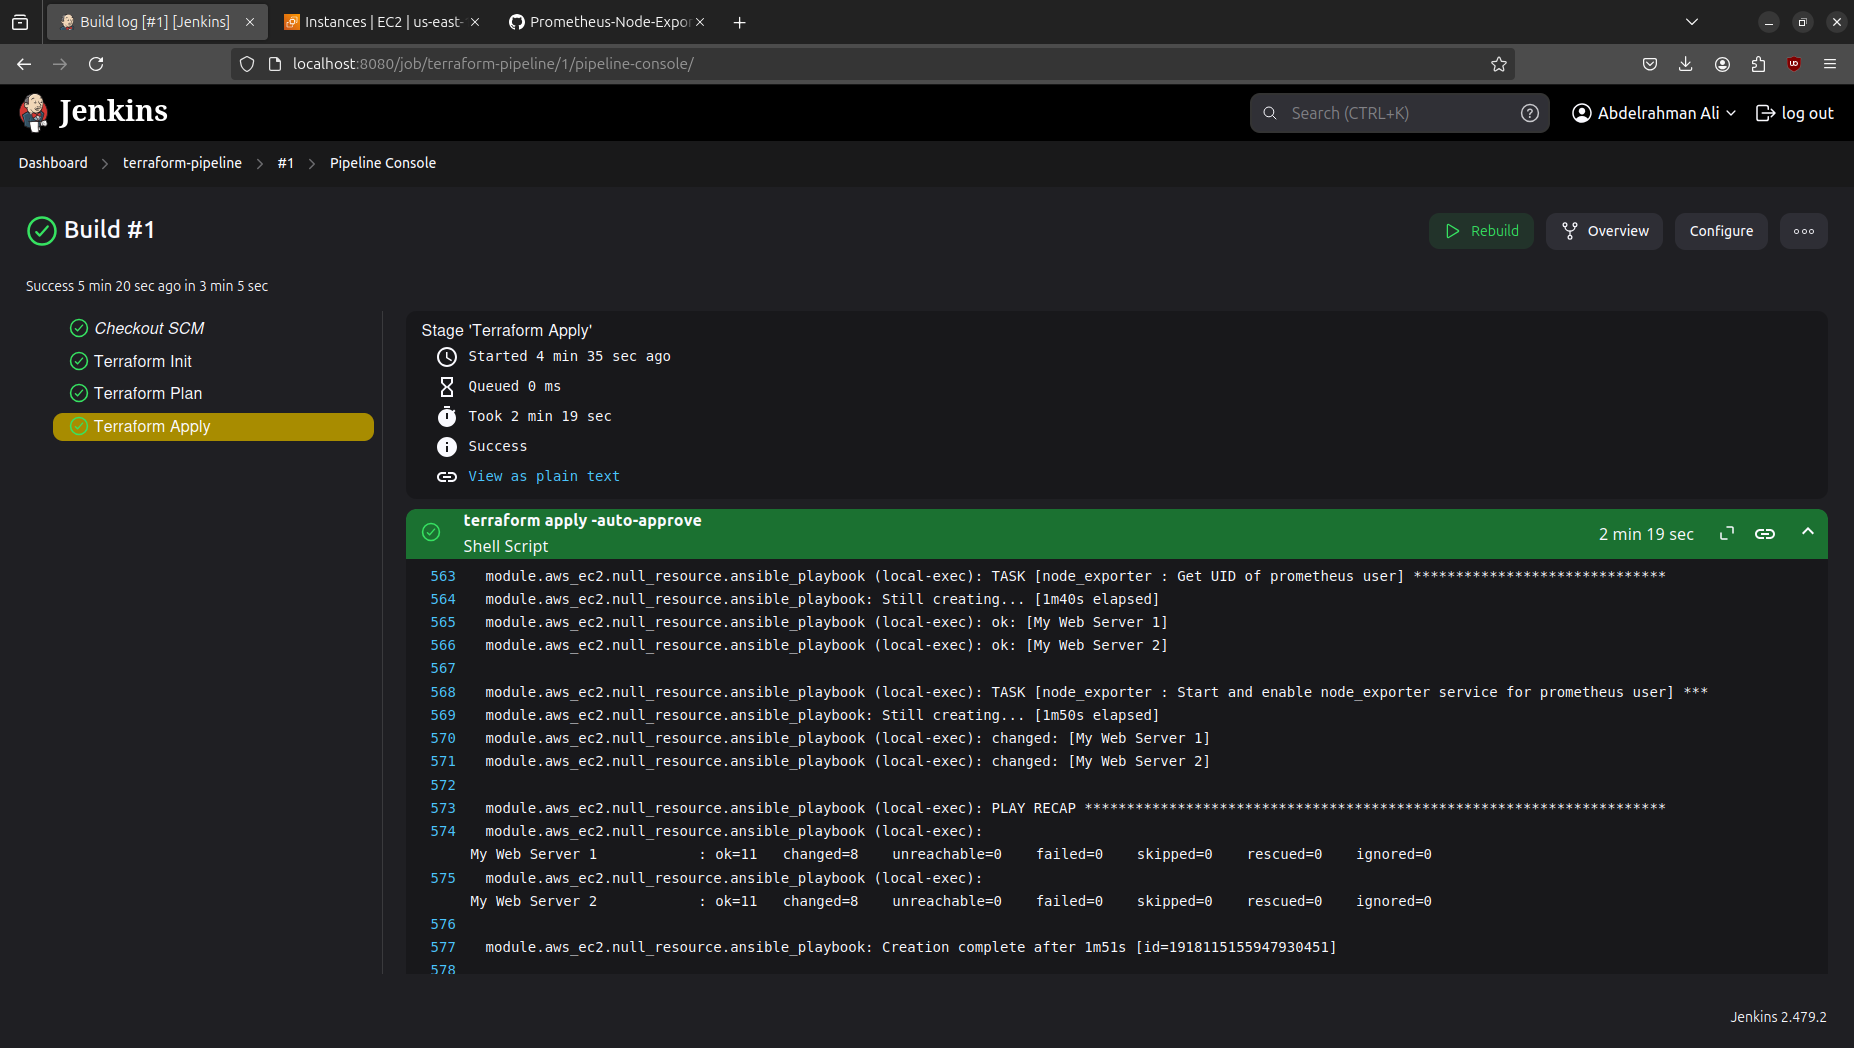 Build log [#1] [Jenkins]
Instances | EC2 | us-east-
Prometheus-Node-Expor
localhost:8080/job/terraform-pipeline/1/pipeline-console/
Jenkins
Search (CTRL+K)
Abdelrahman Ali
log out
Dashboard
terraform-pipeline
#1
Pipeline Console
Build #1
Rebuild
Overview
Configure
Success 5 min 20 sec ago in 3 min 5 sec
Checkout SCM
Terraform Init
Terraform Plan
Terraform Apply
Stage 'Terraform Apply'
Started 4 min 35 sec ago
Queued 0 ms
Took 2 min 19 sec
Success
View as plain text
terraform apply -auto-approve
Shell Script
2 min 19 sec
563 module.aws_ec2.null_resource.ansible_playbook (local-exec): TASK [node_exporter : Get UID of prometheus user] ******************************
564 module.aws_ec2.null_resource.ansible_playbook: Still creating... [1m40s elapsed]
565 module.aws_ec2.null_resource.ansible_playbook (local-exec): ok: [My Web Server 1]
566 module.aws_ec2.null_resource.ansible_playbook (local-exec): ok: [My Web Server 2]
567
568 module.aws_ec2.null_resource.ansible_playbook (local-exec): TASK [node_exporter : Start and enable node_exporter service for prometheus user] ***
569 module.aws_ec2.null_resource.ansible_playbook: Still creating... [1m50s elapsed]
570 module.aws_ec2.null_resource.ansible_playbook (local-exec): changed: [My Web Server 1]
571 module.aws_ec2.null_resource.ansible_playbook (local-exec): changed: [My Web Server 2]
572
573 module.aws_ec2.null_resource.ansible_playbook (local-exec): PLAY RECAP *********************************************************************
574 module.aws_ec2.null_resource.ansible_playbook (local-exec):
My Web Server 1 : ok=11 changed=8 unreachable=0 failed=0 skipped=0 rescued=0 ignored=0
575 module.aws_ec2.null_resource.ansible_playbook (local-exec):
My Web Server 2 : ok=11 changed=8 unreachable=0 failed=0 skipped=0 rescued=0 ignored=0
576
577 module.aws_ec2.null_resource.ansible_playbook: Creation complete after 1m51s [id=1918115155947930451]
578
Jenkins 2.479.2